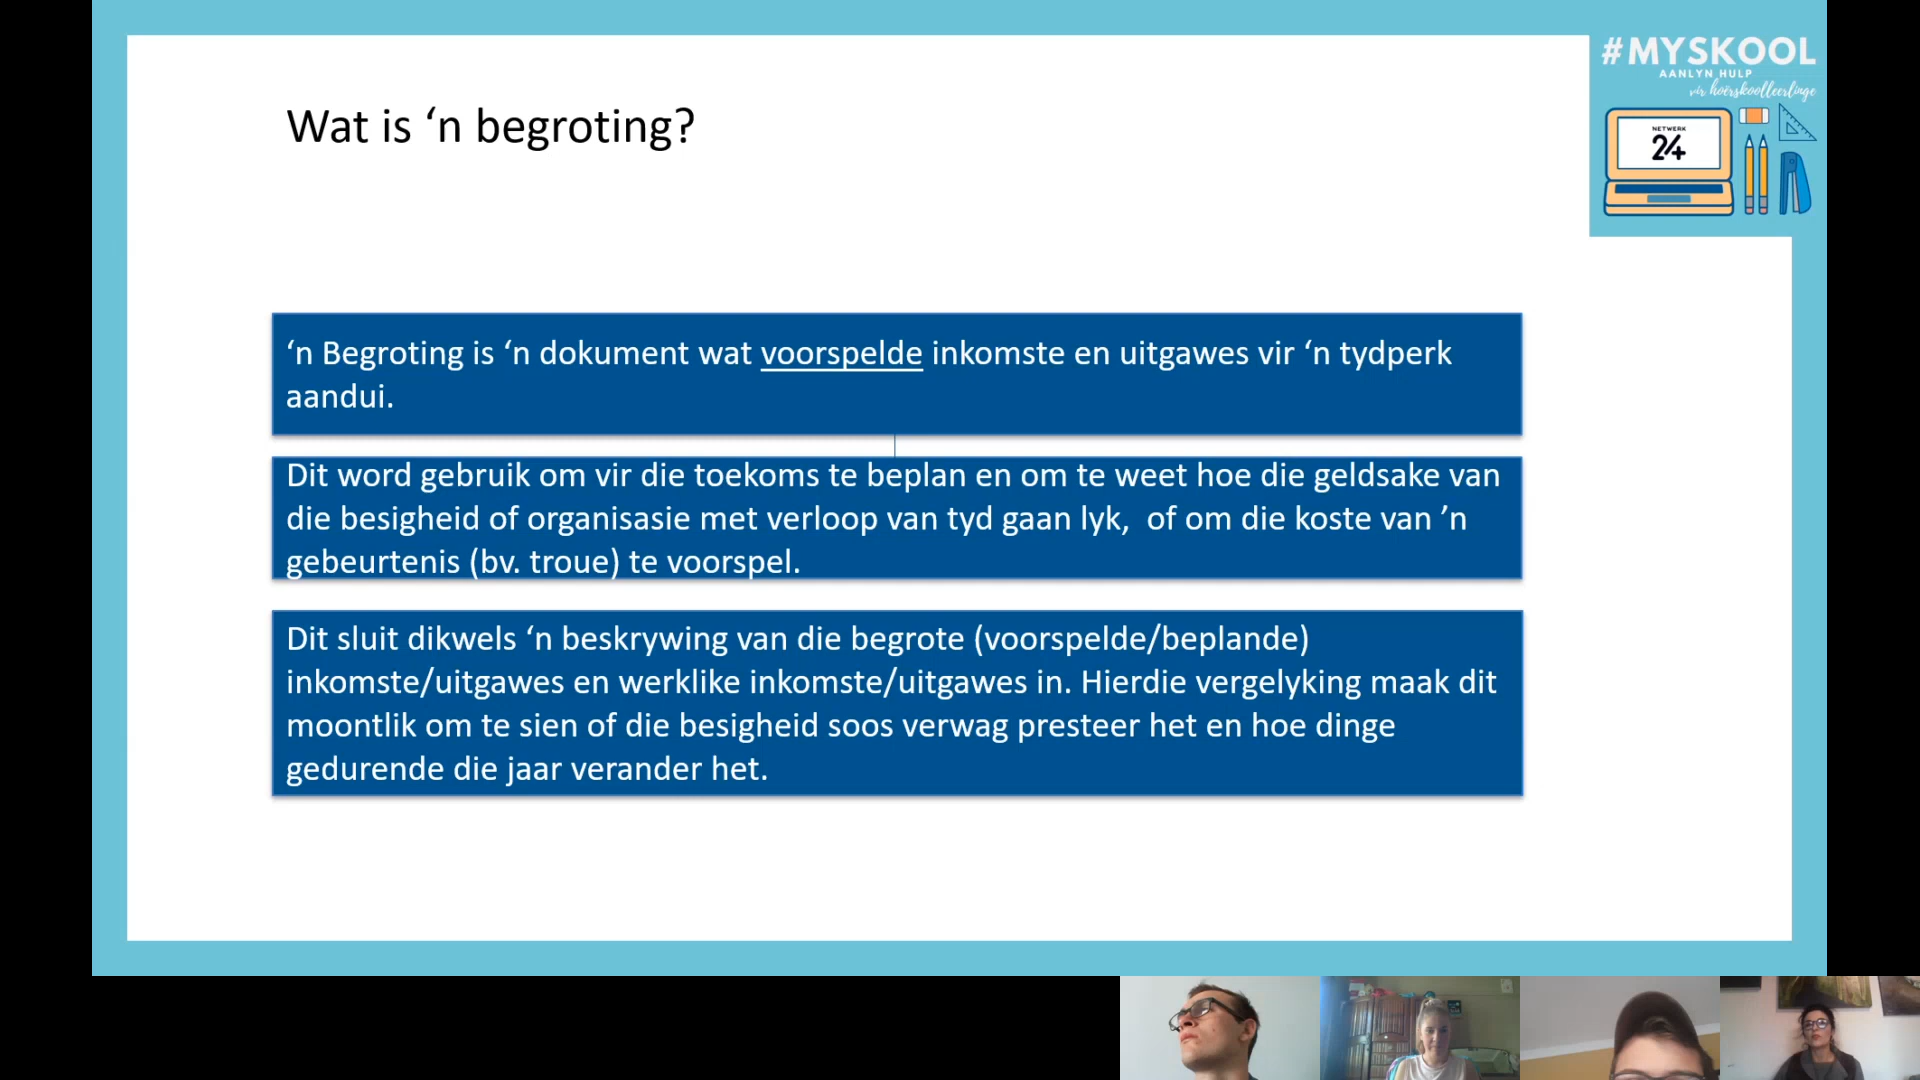 #MYSKOOL
AANLYN HULP
vir hoërskoolleerlinge
NETWERK
24
Wat is ‘n begroting?
‘n Begroting is ‘n dokument wat voorspelde inkomste en uitgawes vir ‘n tydperk
aandui.
Dit word gebruik om vir die toekoms te beplan en om te weet hoe die geldsake van
die besigheid of organisasie met verloop van tyd gaan lyk,  of om die koste van ’n
gebeurtenis (bv. troue) te voorspel.
Dit sluit dikwels ‘n beskrywing van die begrote (voorspelde/beplande)
inkomste/uitgawes en werklike inkomste/uitgawes in. Hierdie vergelyking maak dit
moontlik om te sien of die besigheid soos verwag presteer het en hoe dinge
gedurende die jaar verander het.